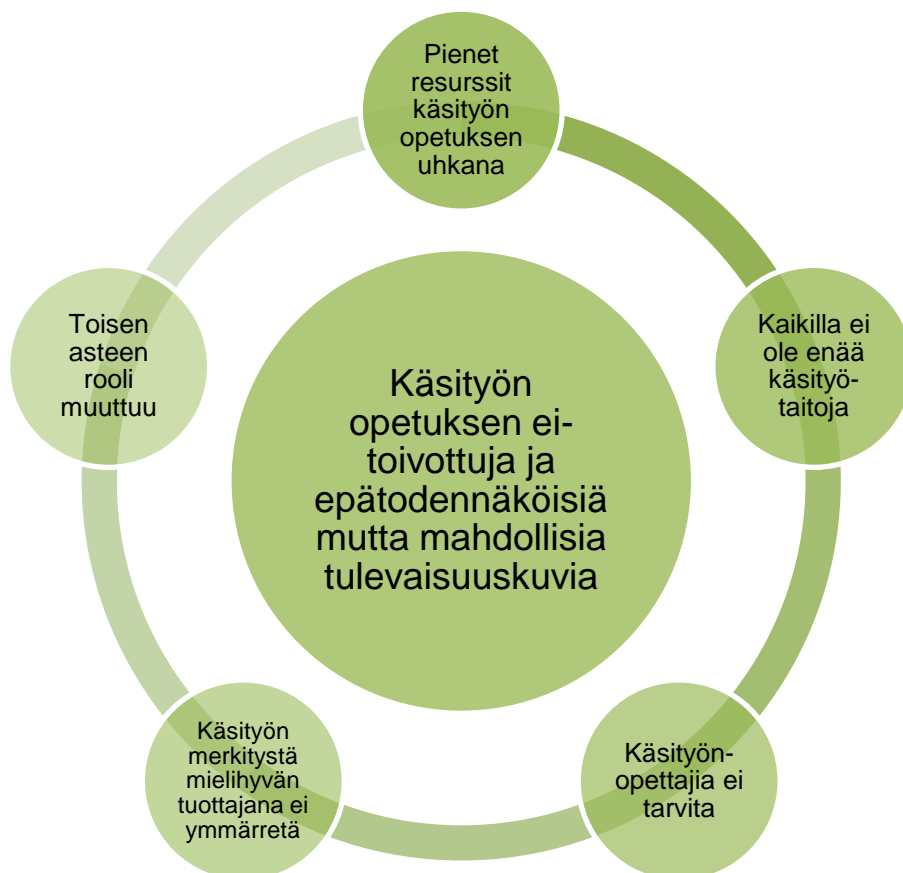 Pienet
resurssit
käsityön
opetuksen
uhkana
Kaikilla ei
ole enää
käsityö-
taitoja
Toisen
asteen
rooli
muuttuu
Käsityön
opetuksen ei-
toivottuja ja
epätodennäköisiä
mutta mahdollisia
tulevaisuuskuvia
Käsityön-
opettajia ei
tarvita
Käsityön
merkitystä
mielihyvän
tuottajana ei
ymmärretä